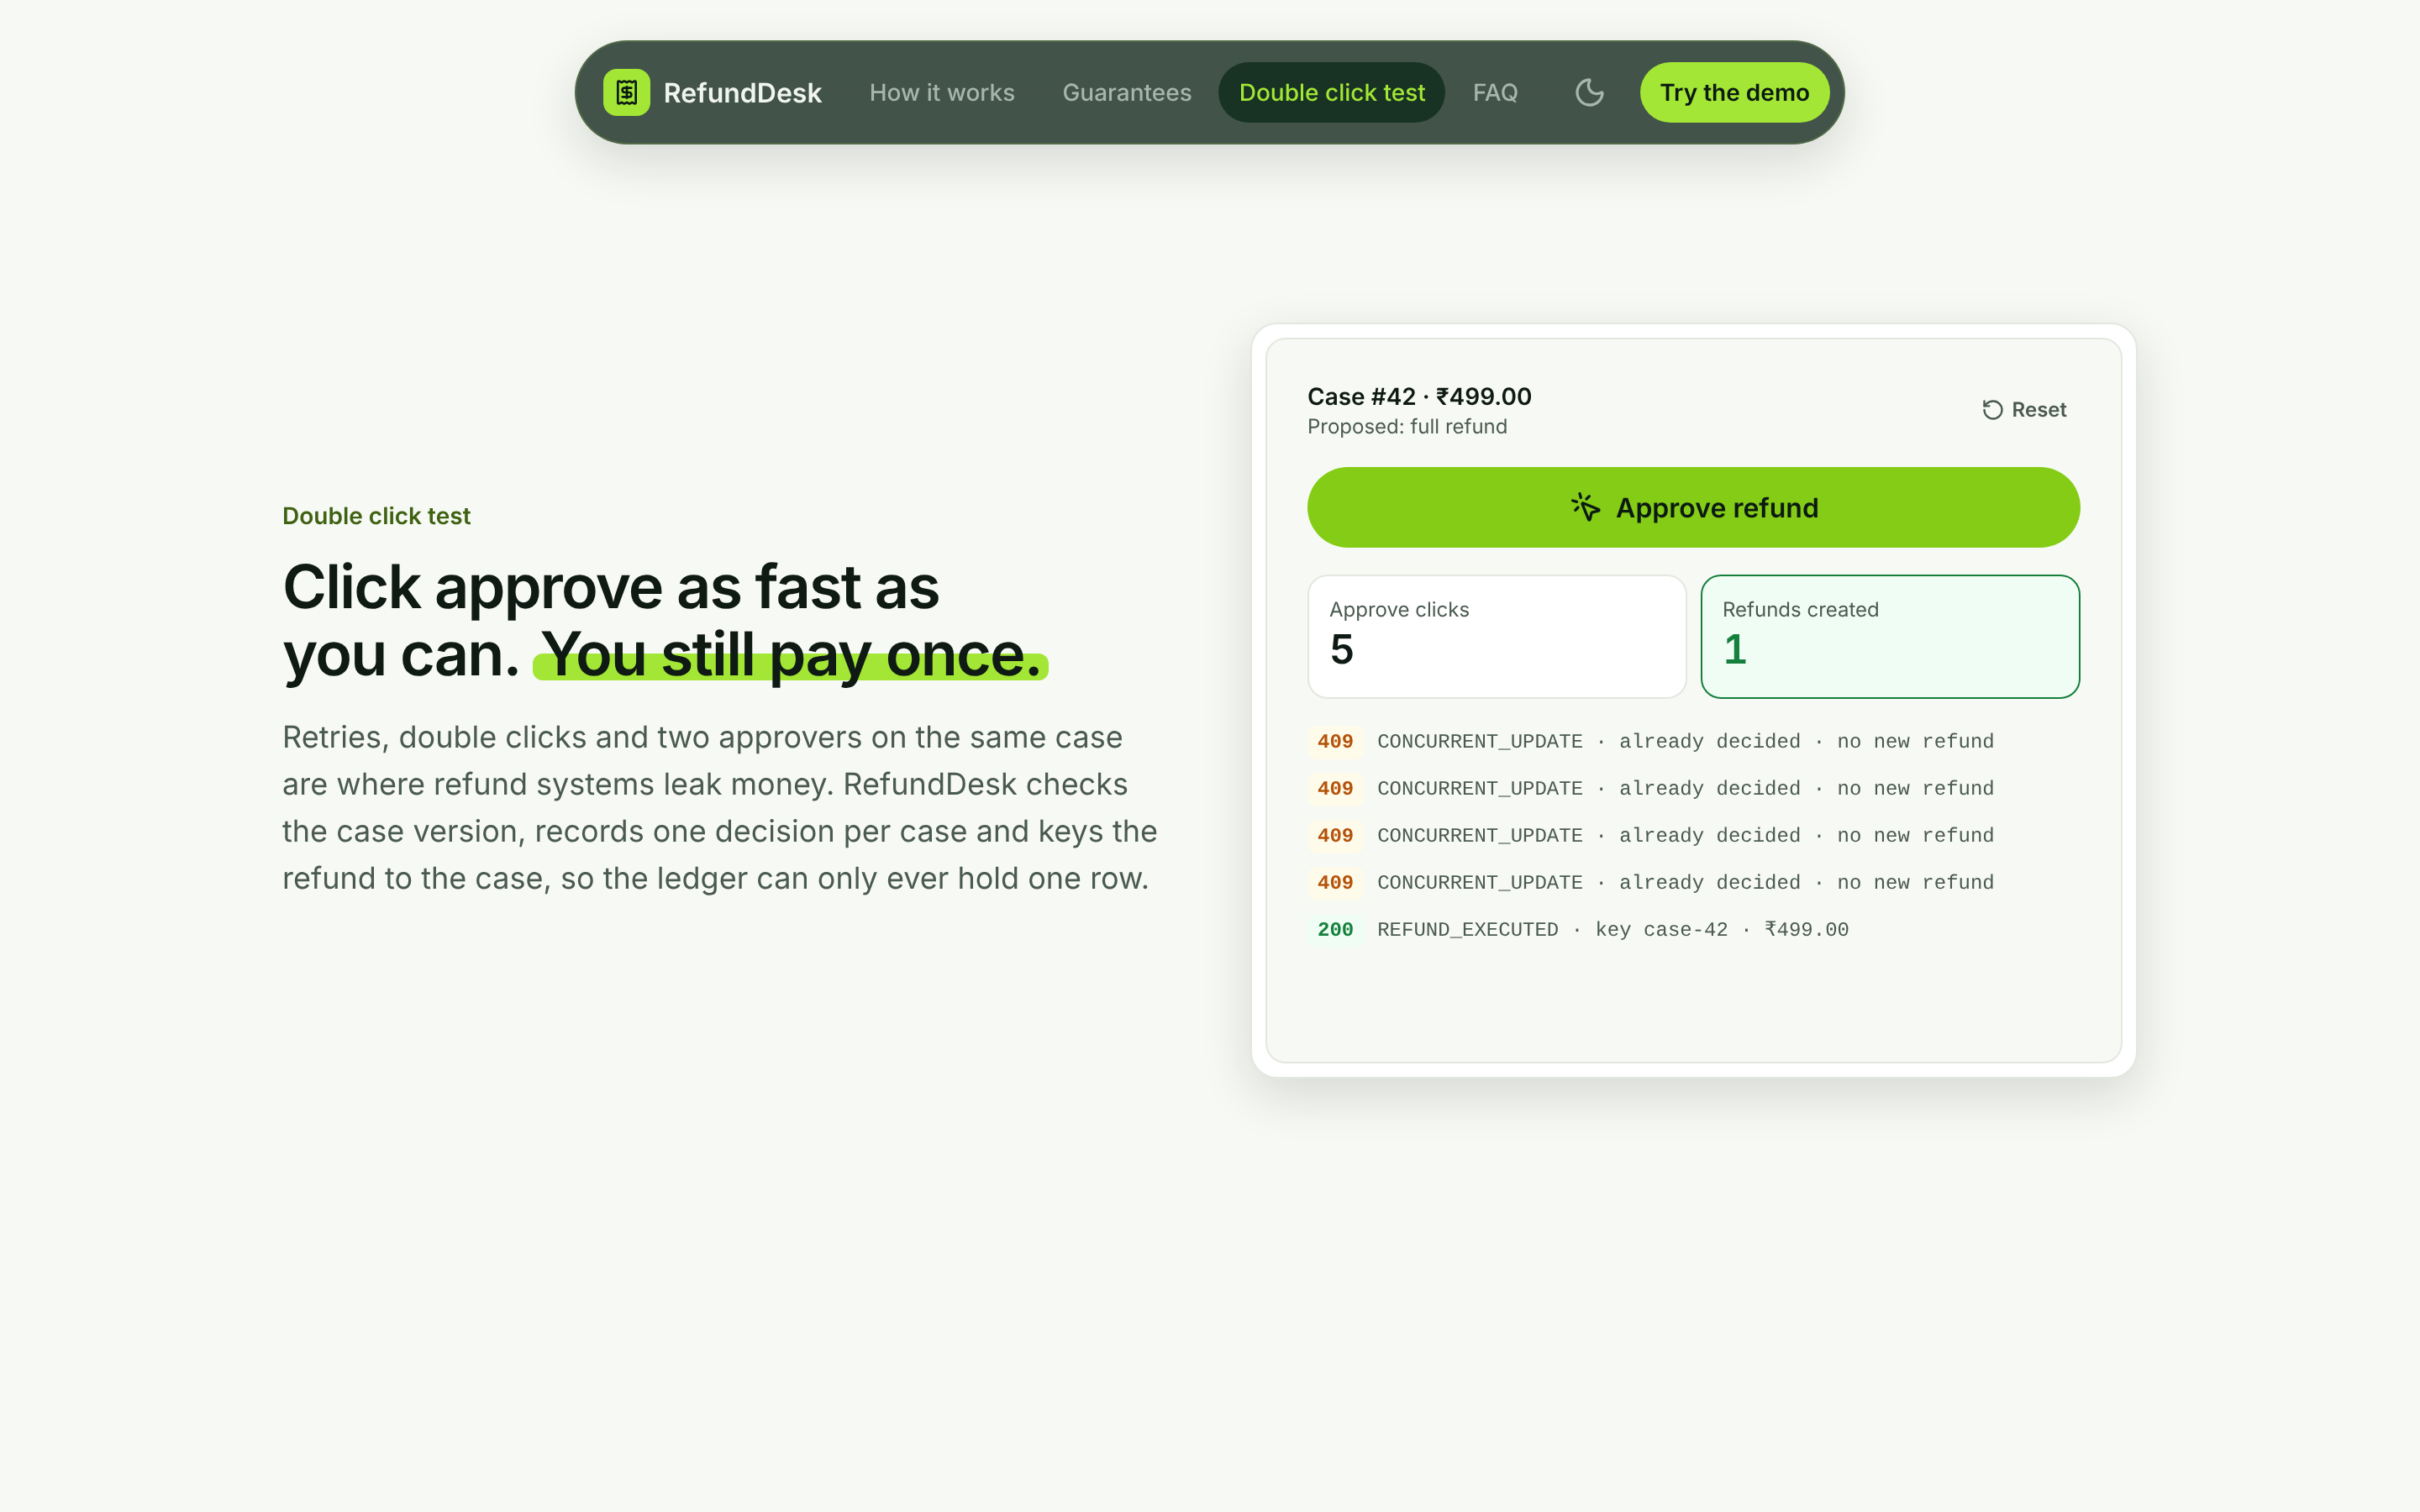 RefundDesk
How it works
Guarantees
Double click test
FAQ
Try the demo
Double click test
Click approve as fast as
you can. You still pay once.
Retries, double clicks and two approvers on the same case
are where refund systems leak money. RefundDesk checks
the case version, records one decision per case and keys the
refund to the case, so the ledger can only ever hold one row.
Case #42 · ₹499.00
Proposed: full refund
Reset
Approve refund
Approve clicks
5
Refunds created
1
409 CONCURRENT_UPDATE · already decided · no new refund
409 CONCURRENT_UPDATE · already decided · no new refund
409 CONCURRENT_UPDATE · already decided · no new refund
409 CONCURRENT_UPDATE · already decided · no new refund
200 REFUND_EXECUTED · key case-42 · ₹499.00